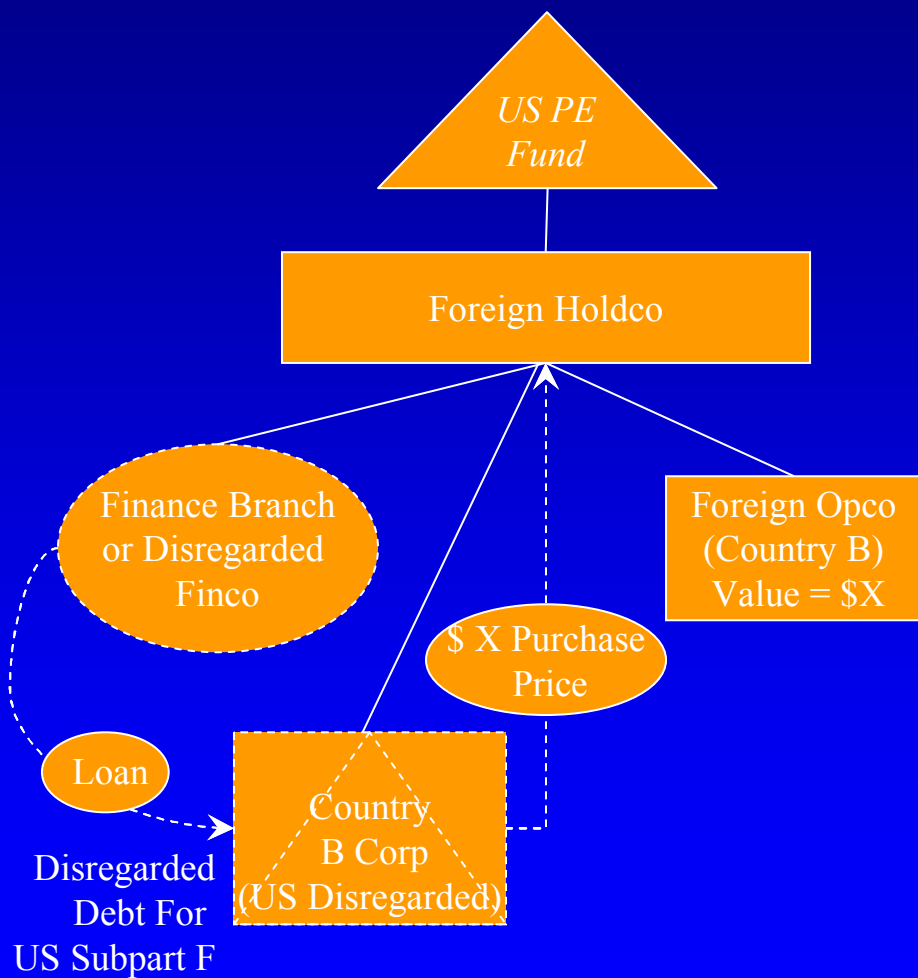 US PE
Fund
Foreign Holdco
Finance Branch
or Disregarded
Finco
Foreign Opco
(Country B)
Value = $X
$ X Purchase
Price
Loan
Country
B Corp
(US Disregarded)
Disregarded
Debt For
US Subpart F